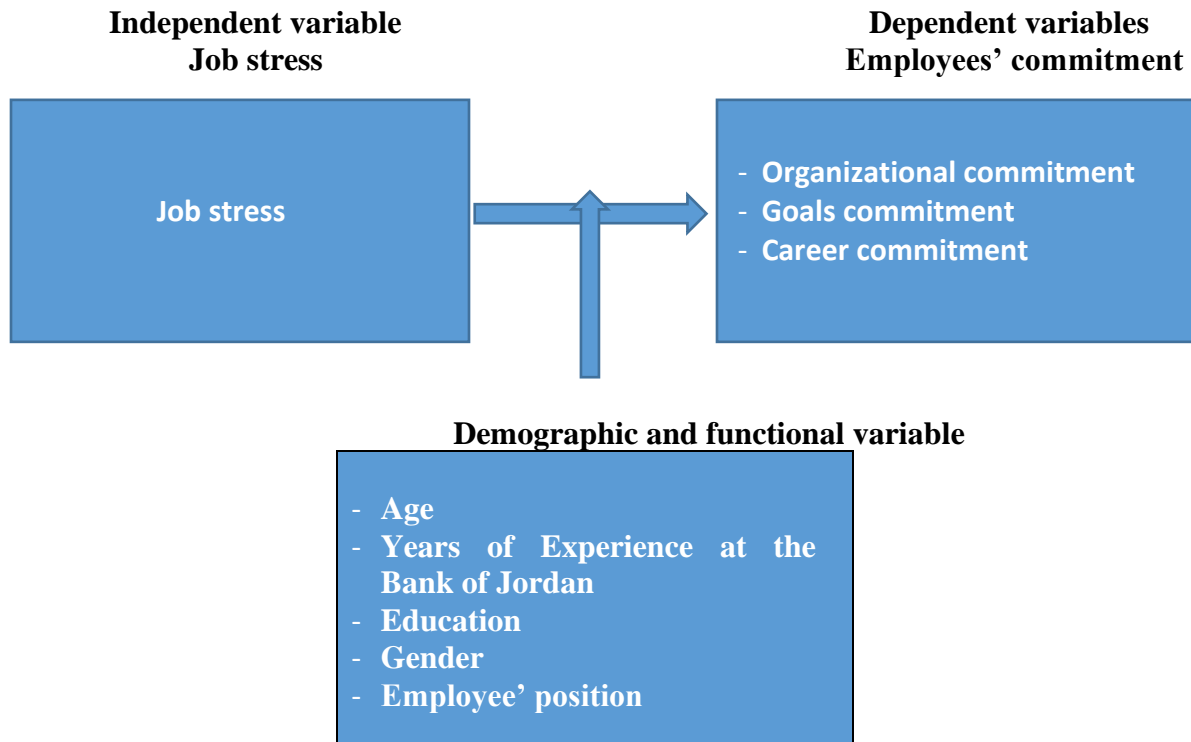 Independent variable
Job stress
Dependent variables
Employees’ commitment
Job stress
- Organizational commitment
- Goals commitment
- Career commitment
Demographic and functional variable
- Age
- Years of Experience at the
Bank of Jordan
- Education
- Gender
- Employee’ position